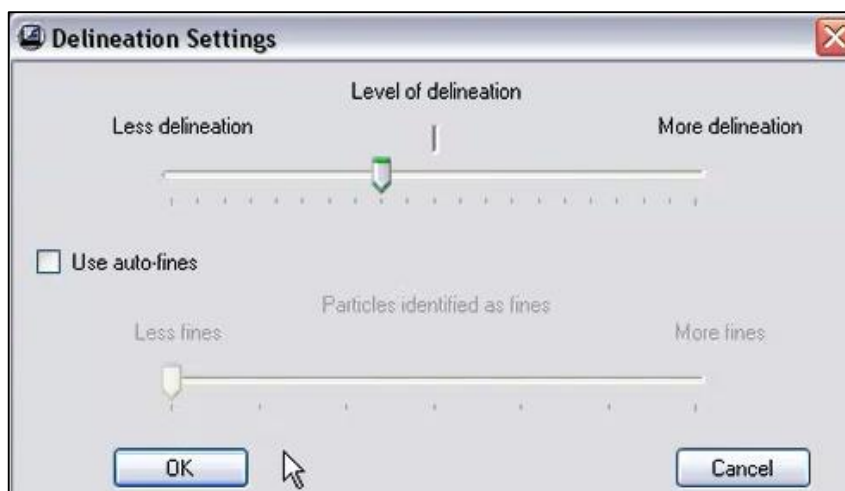 Delineation Settings
Level of delineation
Less delineation
More delineation
Use auto-fines
Particles identified as fines
Less fines
More fines
OK
Cancel